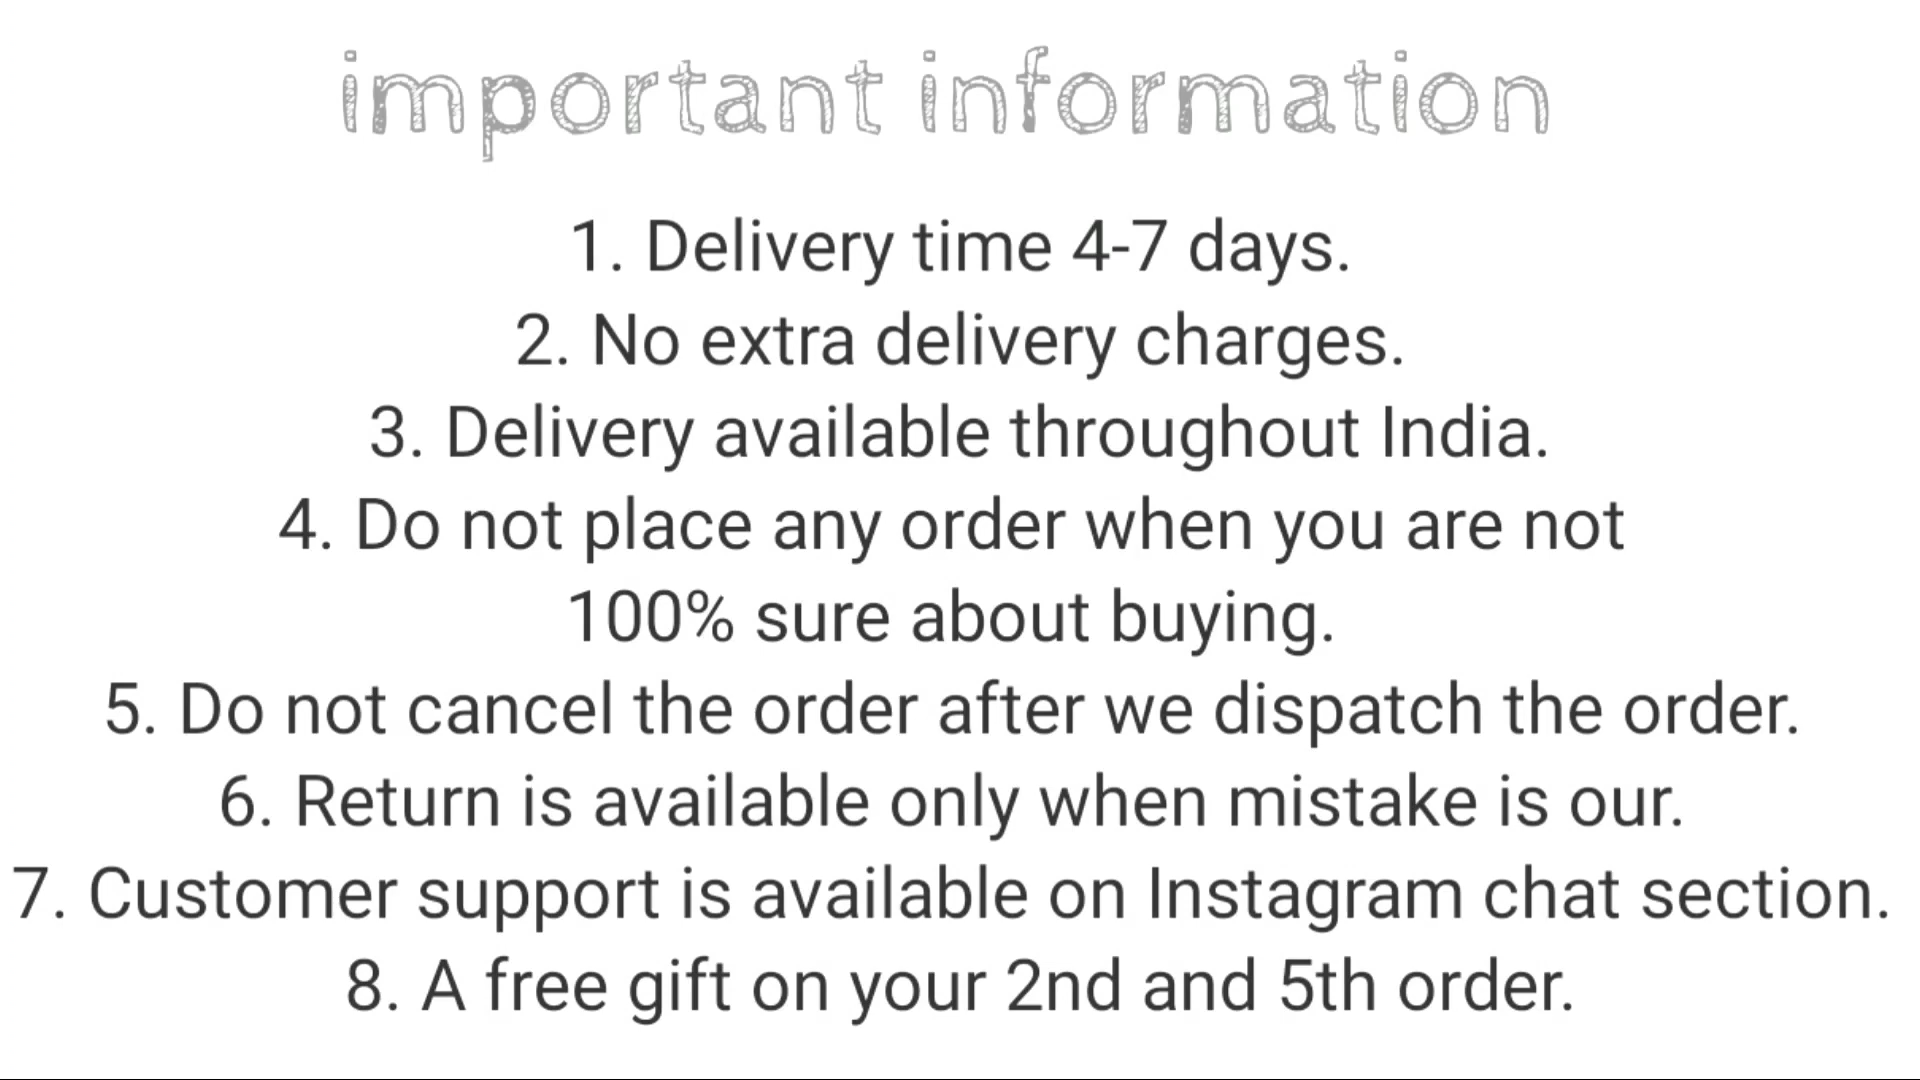 important information
1. Delivery time 4-7 days.
2. No extra delivery charges.
3. Delivery available throughout India.
4. Do not place any order when you are not
100% sure about buying.
5. Do not cancel the order after we dispatch the order.
6. Return is available only when mistake is our.
7. Customer support is available on Instagram chat section.
8. A free gift on your 2nd and 5th order.